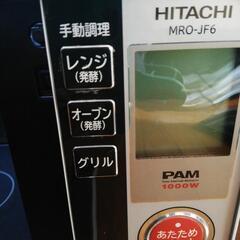 HITACHI
MRO-JF6
手動調理
レンジ
(発酵)
オーブン
(発酵)
グリル
PAM
1000W
あたため